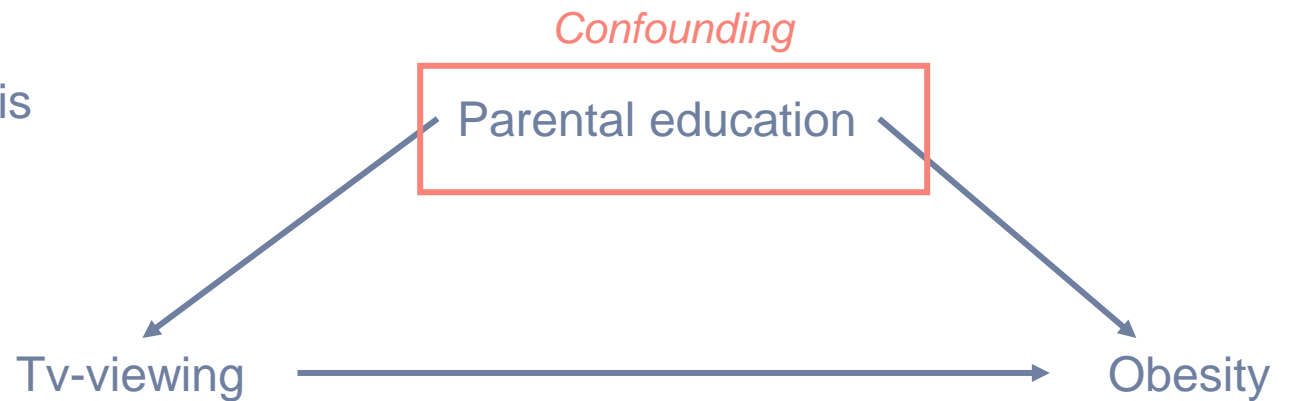 Confounding
is
Parental education
Tv-viewing
Obesity